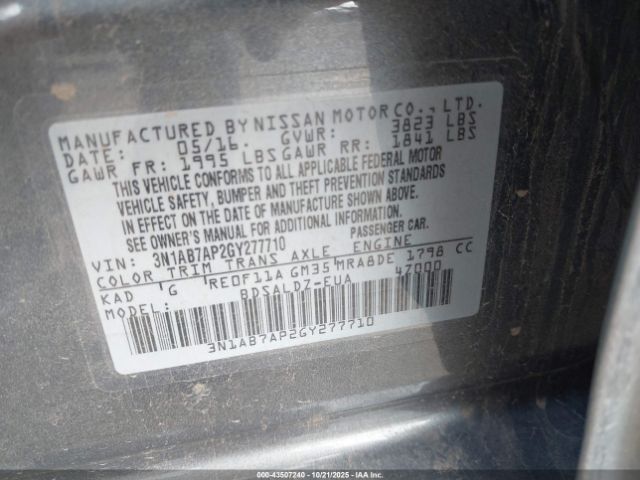 MANUFACTURED BY NISSAN MOTOR CO., LTD.
DATE: 05/16. GVWR: 3823 LBS
GAWR FR: 1995 LBS GAWR RR: 1841 LBS
THIS VEHICLE CONFORMS TO ALL APPLICABLE FEDERAL MOTOR
VEHICLE SAFETY, BUMPER AND THEFT PREVENTION STANDARDS
IN EFFECT ON THE DATE OF MANUFACTURE SHOWN ABOVE.
SEE OWNER'S MANUAL FOR ADDITIONAL INFORMATION.
VIN: 3N1AB7AP2GY277710 PASSENGER CAR.
COLOR TRIM TRANS AXLE ENGINE
KAD G RE0F11A GM35 MRA8DE 1798 CC
MODEL: BDSALDZ-EUA 47000
3N1AB7AP2GY277710
000-43507240 - 10/21/2025 - IAAI.COM